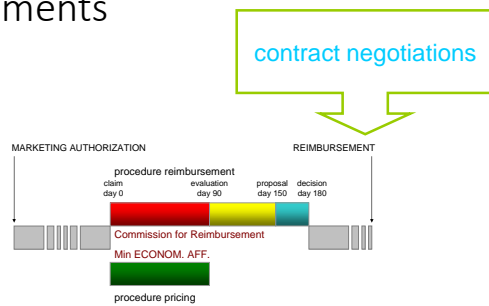 ments
contract negotiations
MARKETING AUTHORIZATION
REIMBURSEMENT
procedure reimbursement
claim evaluation proposal decision
day 0 day 90 day 150 day 180
Commission for Reimbursement
Min ECONOM. AFF.
procedure pricing